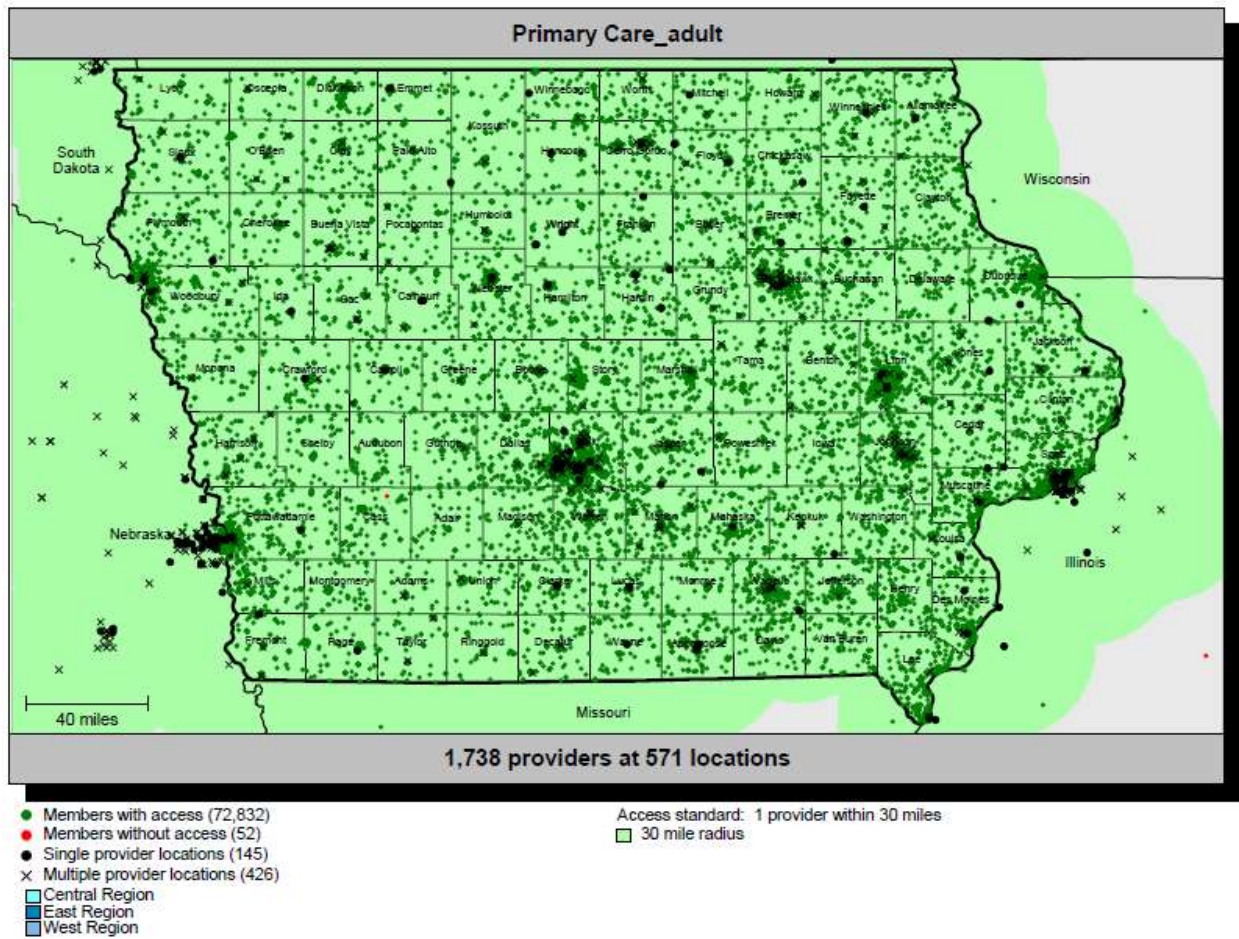 Primary Care_adult
Lyon Osceola Dickinson Emmet Winnebago Worth Mitchell Howard Winneshiek Allamakee
Kossuth
South
Dakota
Sioux O'Brien Clay Palo Alto Hancock Cerro Gordo Floyd Chickasaw
Wisconsin
Plymouth Cherokee Buena Vista Pocahontas Humboldt Wright Franklin Butler Bremer Fayette Clayton
Woodbury Ida Sac Calhoun Webster Hamilton Hardin Grundy Black Hawk Buchanan Delaware Dubuque
Monona Crawford Carroll Greene Boone Story Marshall Tama Benton Linn Jones Jackson
Clinton
Harrison Shelby Audubon Guthrie Dallas Polk Jasper Poweshiek Iowa Johnson Cedar
Scott
Muscatine
Nebraska
Pottawattamie Cass Adair Madison Warren Marion Mahaska Keokuk Washington
Louisa
Illinois
Mills Montgomery Adams Union Clarke Lucas Monroe Wapello Jefferson Henry
Des Moines
Fremont Page Taylor Ringgold Decatur Wayne Appanoose Davis Van Buren
Lee
40 miles
Missouri
1,738 providers at 571 locations
Members with access (72,832)
Members without access (52)
Single provider locations (145)
Multiple provider locations (426)
Central Region
East Region
West Region
Access standard: 1 provider within 30 miles
30 mile radius